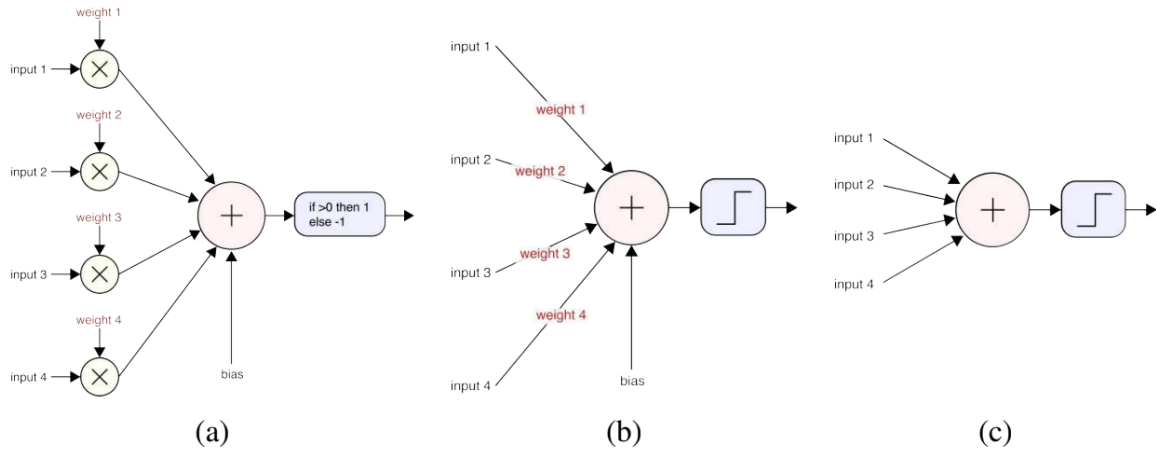 weight 1
input 1
weight 2
input 2
weight 3
input 3
weight 4
input 4
if >0 then 1
else -1
bias
(a)
input 1
weight 1
input 2
weight 2
input 3
weight 3
input 4
weight 4
bias
(b)
input 1
input 2
input 3
input 4
(c)